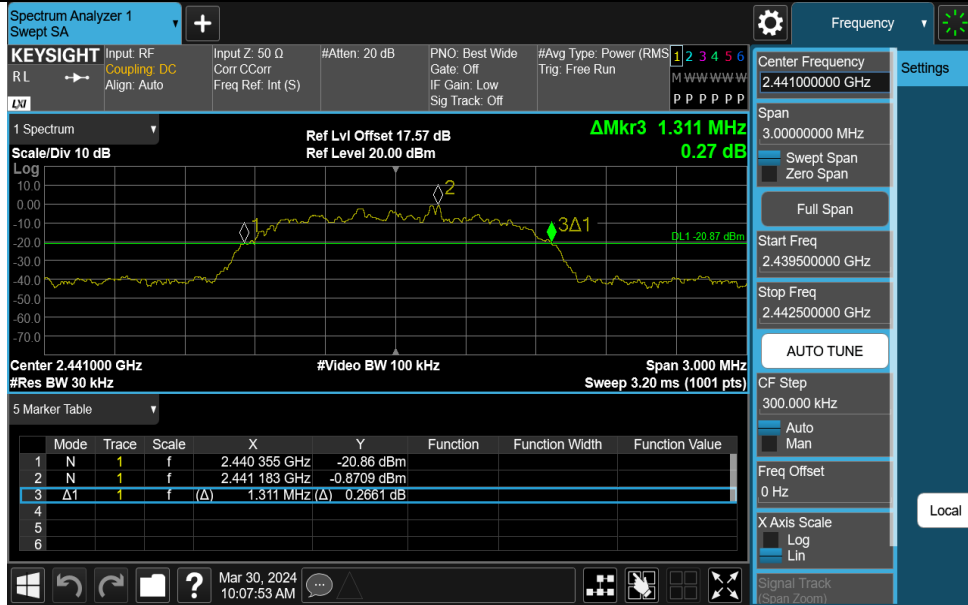 Spectrum Analyzer 1
Swept SA
Frequency
KEYSIGHT
R L
LXI
Input: RF
Coupling: DC
Align: Auto
Input Z: 50 Ω
Corr CCorr
Freq Ref: Int (S)
#Atten: 20 dB
PNO: Best Wide
Gate: Off
IF Gain: Low
Sig Track: Off
#Avg Type: Power (RMS
Trig: Free Run
1 2 3 4 5 6
M W W W W W
P P P P P P
1 Spectrum
Scale/Div 10 dB
Ref Lvl Offset 17.57 dB
Ref Level 20.00 dBm
ΔMkr3 1.311 MHz
0.27 dB
Log
10.0
0.00
-10.0
-20.0
-30.0
-40.0
-50.0
-60.0
-70.0
1
2
3Δ1
DL1 -20.87 dBm
Center 2.441000 GHz
#Res BW 30 kHz
#Video BW 100 kHz
Span 3.000 MHz
Sweep 3.20 ms (1001 pts)
5 Marker Table
Mode Trace Scale X Y Function Function Width Function Value
1 N 1 f 2.440 355 GHz -20.86 dBm
2 N 1 f 2.441 183 GHz -0.8709 dBm
3 Δ1 1 f (Δ) 1.311 MHz (Δ) 0.2661 dB
4
5
6
Mar 30, 2024
10:07:53 AM
?
Center Frequency
2.441000000 GHz
Span
3.00000000 MHz
Swept Span
Zero Span
Full Span
Start Freq
2.439500000 GHz
Stop Freq
2.442500000 GHz
AUTO TUNE
CF Step
300.000 kHz
Auto
Man
Freq Offset
0 Hz
X Axis Scale
Log
Lin
Signal Track
(Span Zoom)
Settings
Local